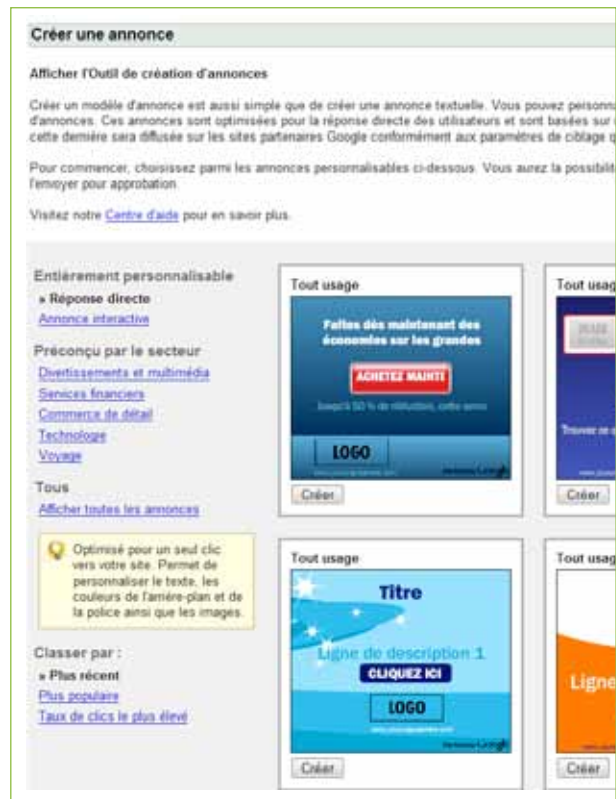 Créer une annonce
Afficher l'Outil de création d'annonces
Créer un modèle d'annonce est aussi simple que de créer une annonce textuelle. Vous pouvez personna
d'annonces. Ces annonces sont optimisées pour la réponse directe des utilisateurs et sont basées sur
cette dernière sera diffusée sur les sites partenaires Google conformément aux paramètres de ciblage q
Pour commencer, choisissez parmi les annonces personnalisables ci-dessous. Vous aurez la possibilité
l'envoyer pour approbation.
Visitez notre Centre d'aide pour en savoir plus.
Entièrement personnalisable
» Réponse directe
Annonce interactive
Préconçu par le secteur
Divertissements et multimédia
Services financiers
Commerce de détail
Technologie
Voyage
Tous
Afficher toutes les annonces
Optimisé pour un seul clic
vers votre site. Permet de
personnaliser le texte, les
couleurs de l'arrière-plan et de
la police ainsi que les images.
Classer par :
» Plus récent
Plus populaire
Taux de clics le plus élevé
Tout usage
Faites dès maintenant des
économies sur les grandes
ACHETEZ MAINTI
Jusqu'à 50 % de réduction, cette
LOGO
Créer
Tout usag
Trouvez
Créer
Tout usage
Titre
Ligne de description 1
CLIQUEZ ICI
LOGO
Créer
Tout usag
Ligne
Créer